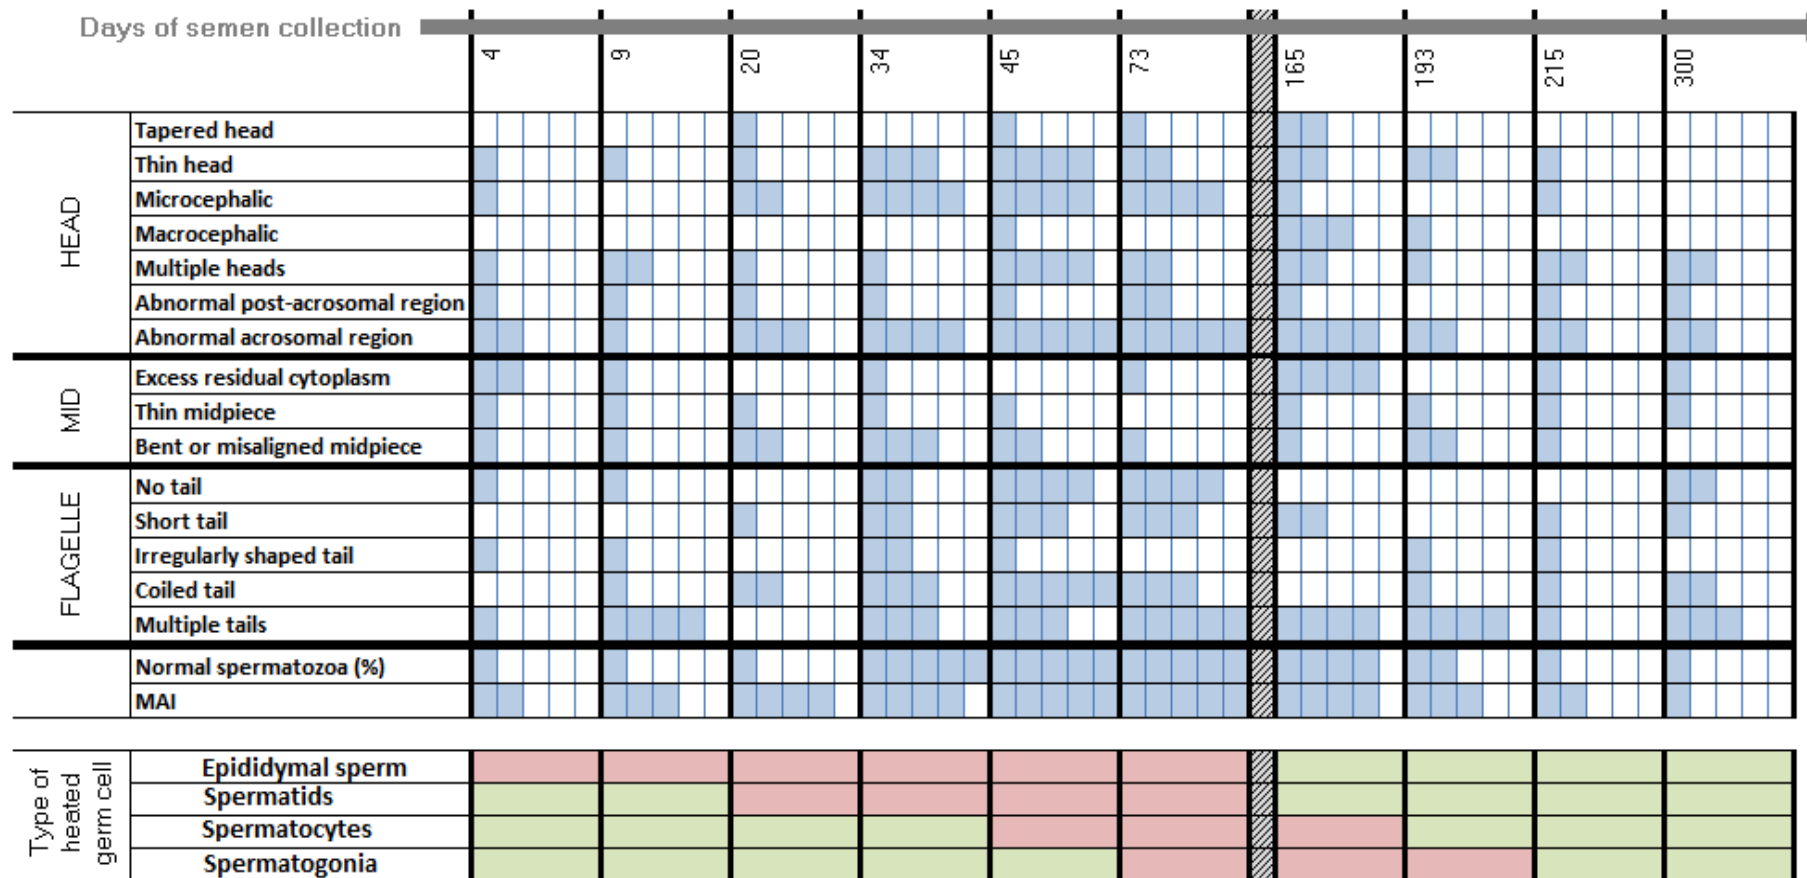 Days of semen collection
4 9 20 34 45 73 165 193 215 300
HEAD
Tapered head
Thin head
Microcephalic
Macrocephalic
Multiple heads
Abnormal post-acrosomal region
Abnormal acrosomal region
MID
Excess residual cytoplasm
Thin midpiece
Bent or misaligned midpiece
FLAGELLE
No tail
Short tail
Irregularly shaped tail
Coiled tail
Multiple tails
Normal spermatozoa (%)
MAI
Type of
heated
germ cell
Epididymal sperm
Spermatids
Spermatocytes
Spermatogonia